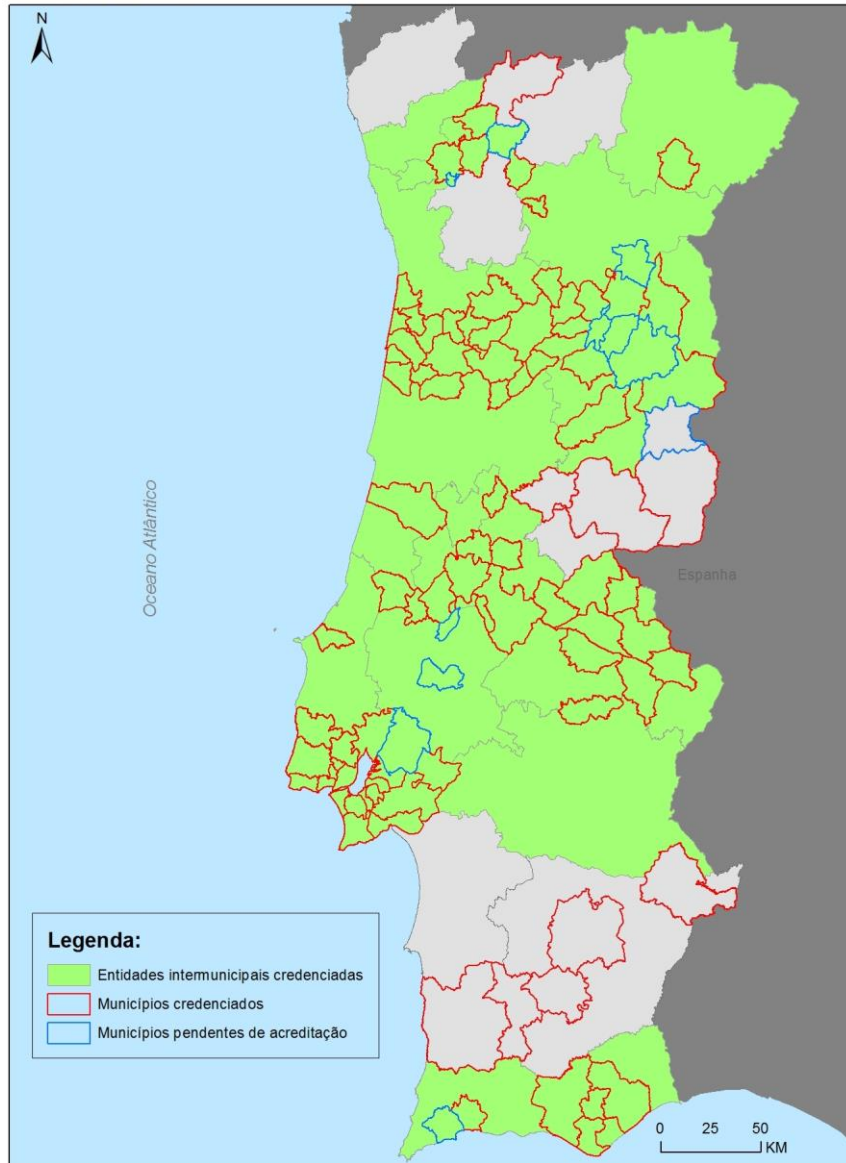 N
Oceano Atlântico
Espanha
Legenda:
Entidades intermunicipais credenciadas
Municípios credenciados
Municípios pendentes de acreditação
0 25 50
KM